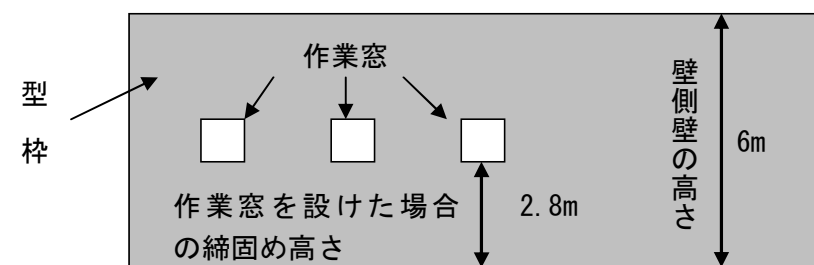 作業窓
型
枠
壁側壁の高さ
6m
作業窓を設けた場合
の締固め高さ
2.8m